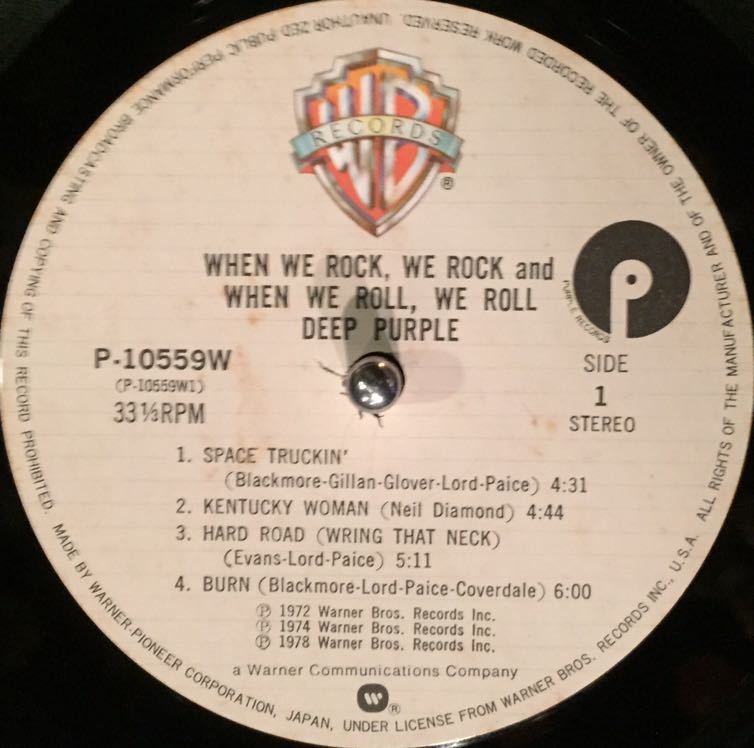 WB
RECORDS
®
WHEN WE ROCK, WE ROCK and
WHEN WE ROLL, WE ROLL
DEEP PURPLE
P
PURPLE RECORDS
P-10559W
(P-10559W1)
33⅓RPM
SIDE
1
STEREO
1. SPACE TRUCKIN'
(Blackmore-Gillan-Glover-Lord-Paice) 4:31
2. KENTUCKY WOMAN (Neil Diamond) 4:44
3. HARD ROAD (WRING THAT NECK)
(Evans-Lord-Paice) 5:11
4. BURN (Blackmore-Lord-Paice-Coverdale) 6:00
℗ 1972 Warner Bros. Records Inc.
℗ 1974 Warner Bros. Records Inc.
℗ 1978 Warner Bros. Records Inc.
a Warner Communications Company
®
MADE BY WARNER-PIONEER CORPORATION, JAPAN, UNDER LICENSE FROM WARNER BROS. RECORDS INC., U.S.A. ALL RIGHTS OF THE MANUFACTURER AND OF THE OWNER OF THE RECORDED WORK RESERVED. UNAUTHORIZED PUBLIC PERFORMANCE BROADCASTING AND COPYING OF THIS RECORD PROHIBITED.